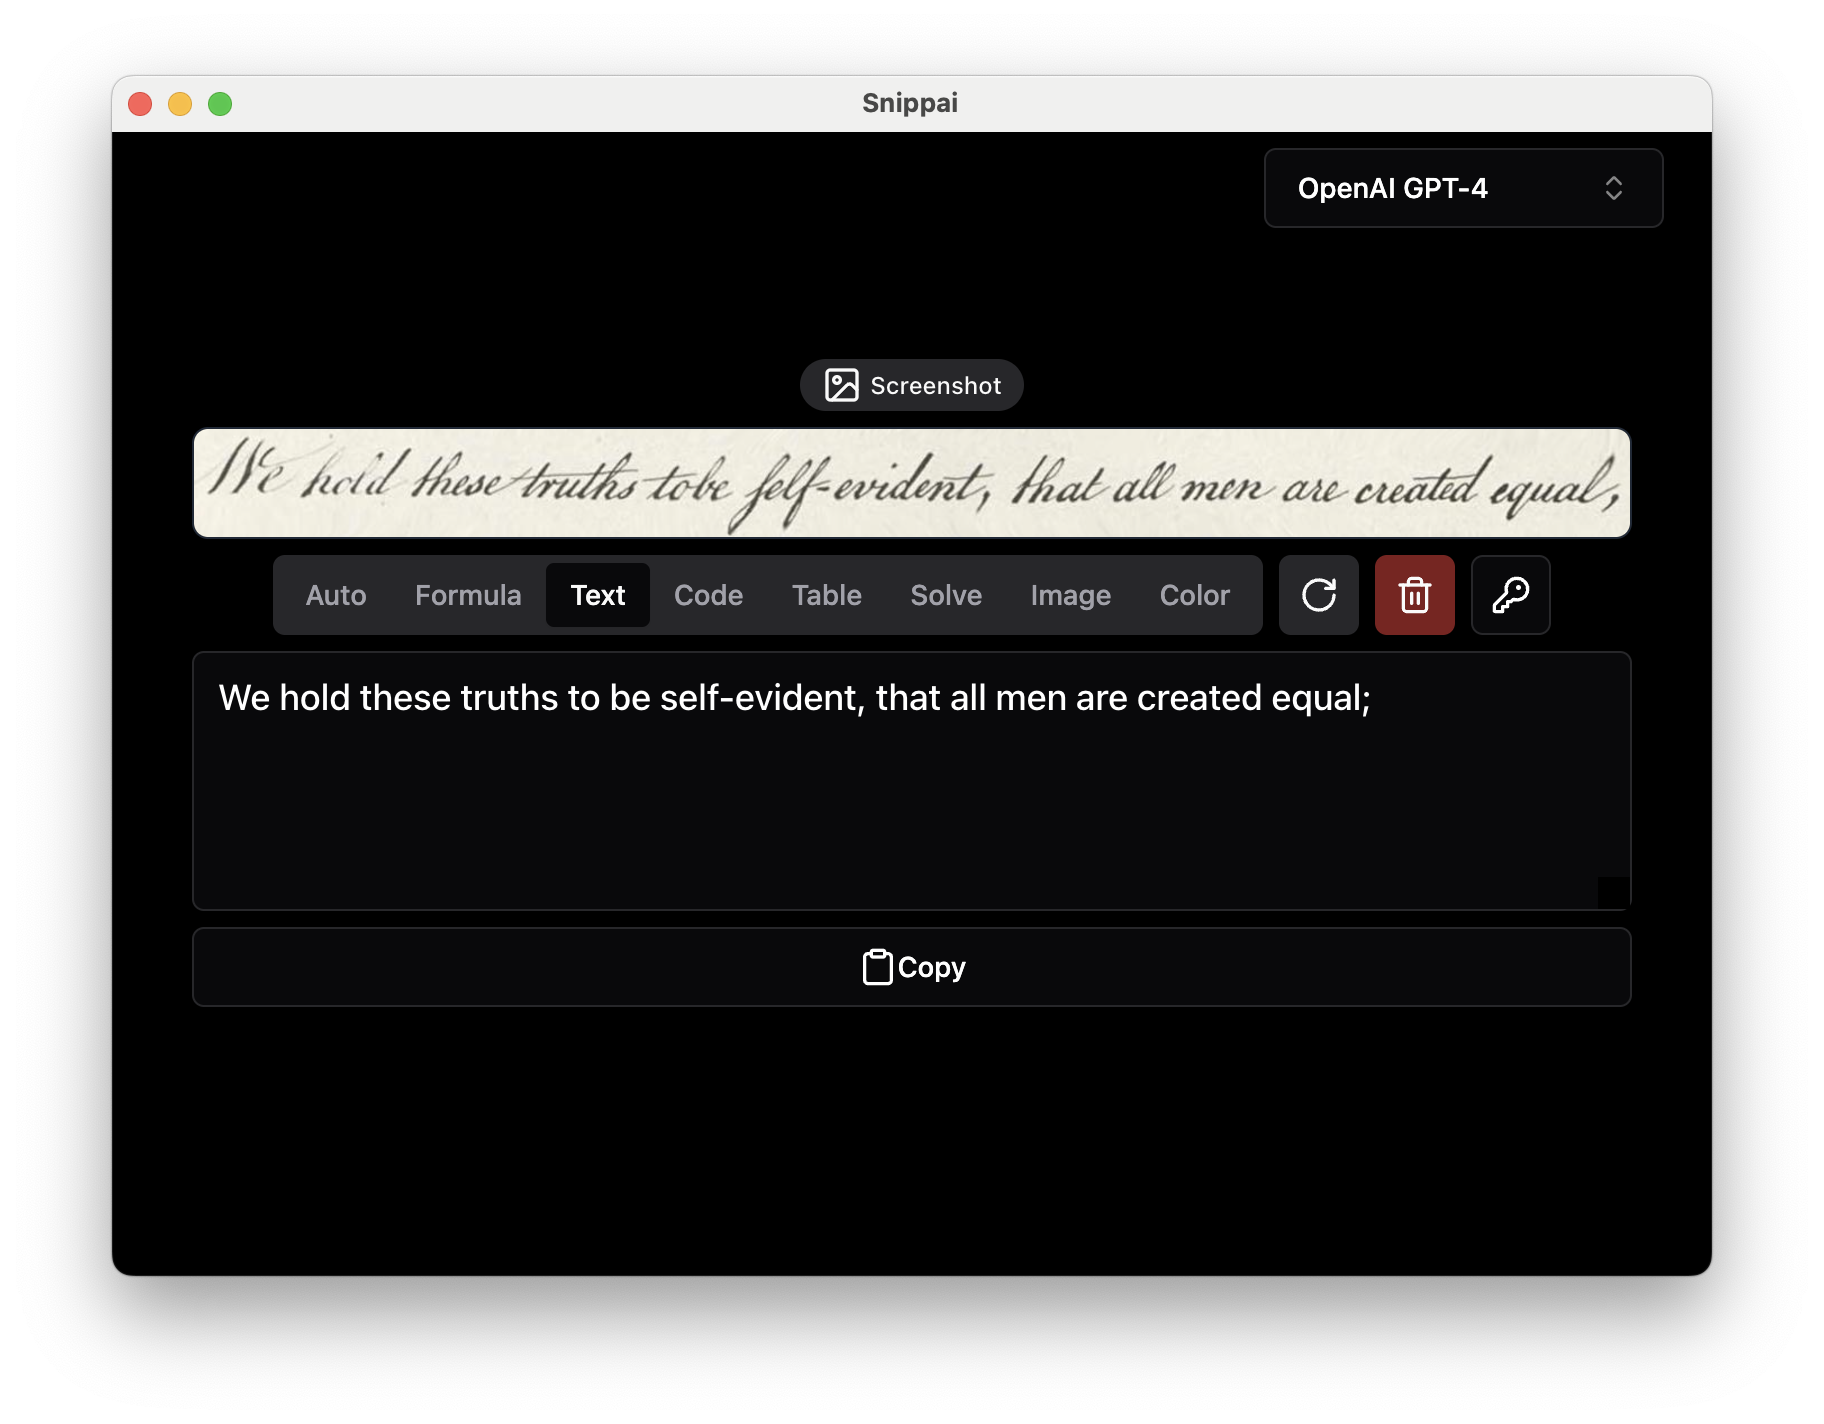 Snippai
OpenAI GPT-4
Screenshot
We hold these truths tobe ſelf-evident, that all men are created equal,
Auto Formula Text Code Table Solve Image Color
We hold these truths to be self-evident, that all men are created equal;
Copy